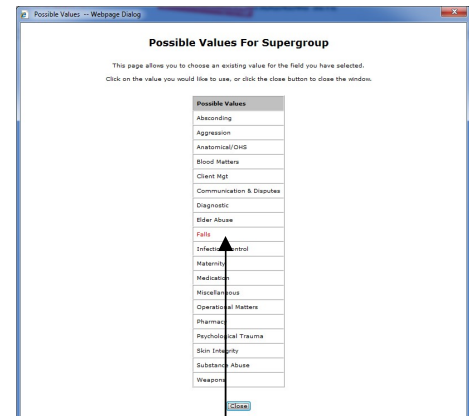 Possible Values -- Webpage Dialog
Possible Values For Supergroup
This page allows you to choose an existing value for the field you have selected.
Click on the value you would like to use, or click the close button to close the window.
Possible Values
Absconding
Aggression
Anatomical/OHS
Blood Matters
Client Mgt
Communication & Disputes
Diagnostic
Elder Abuse
Falls
Infection Control
Maternity
Medication
Miscellaneous
Operational Matters
Pharmacy
Psychological Trauma
Skin Integrity
Substance Abuse
Weapons
Close